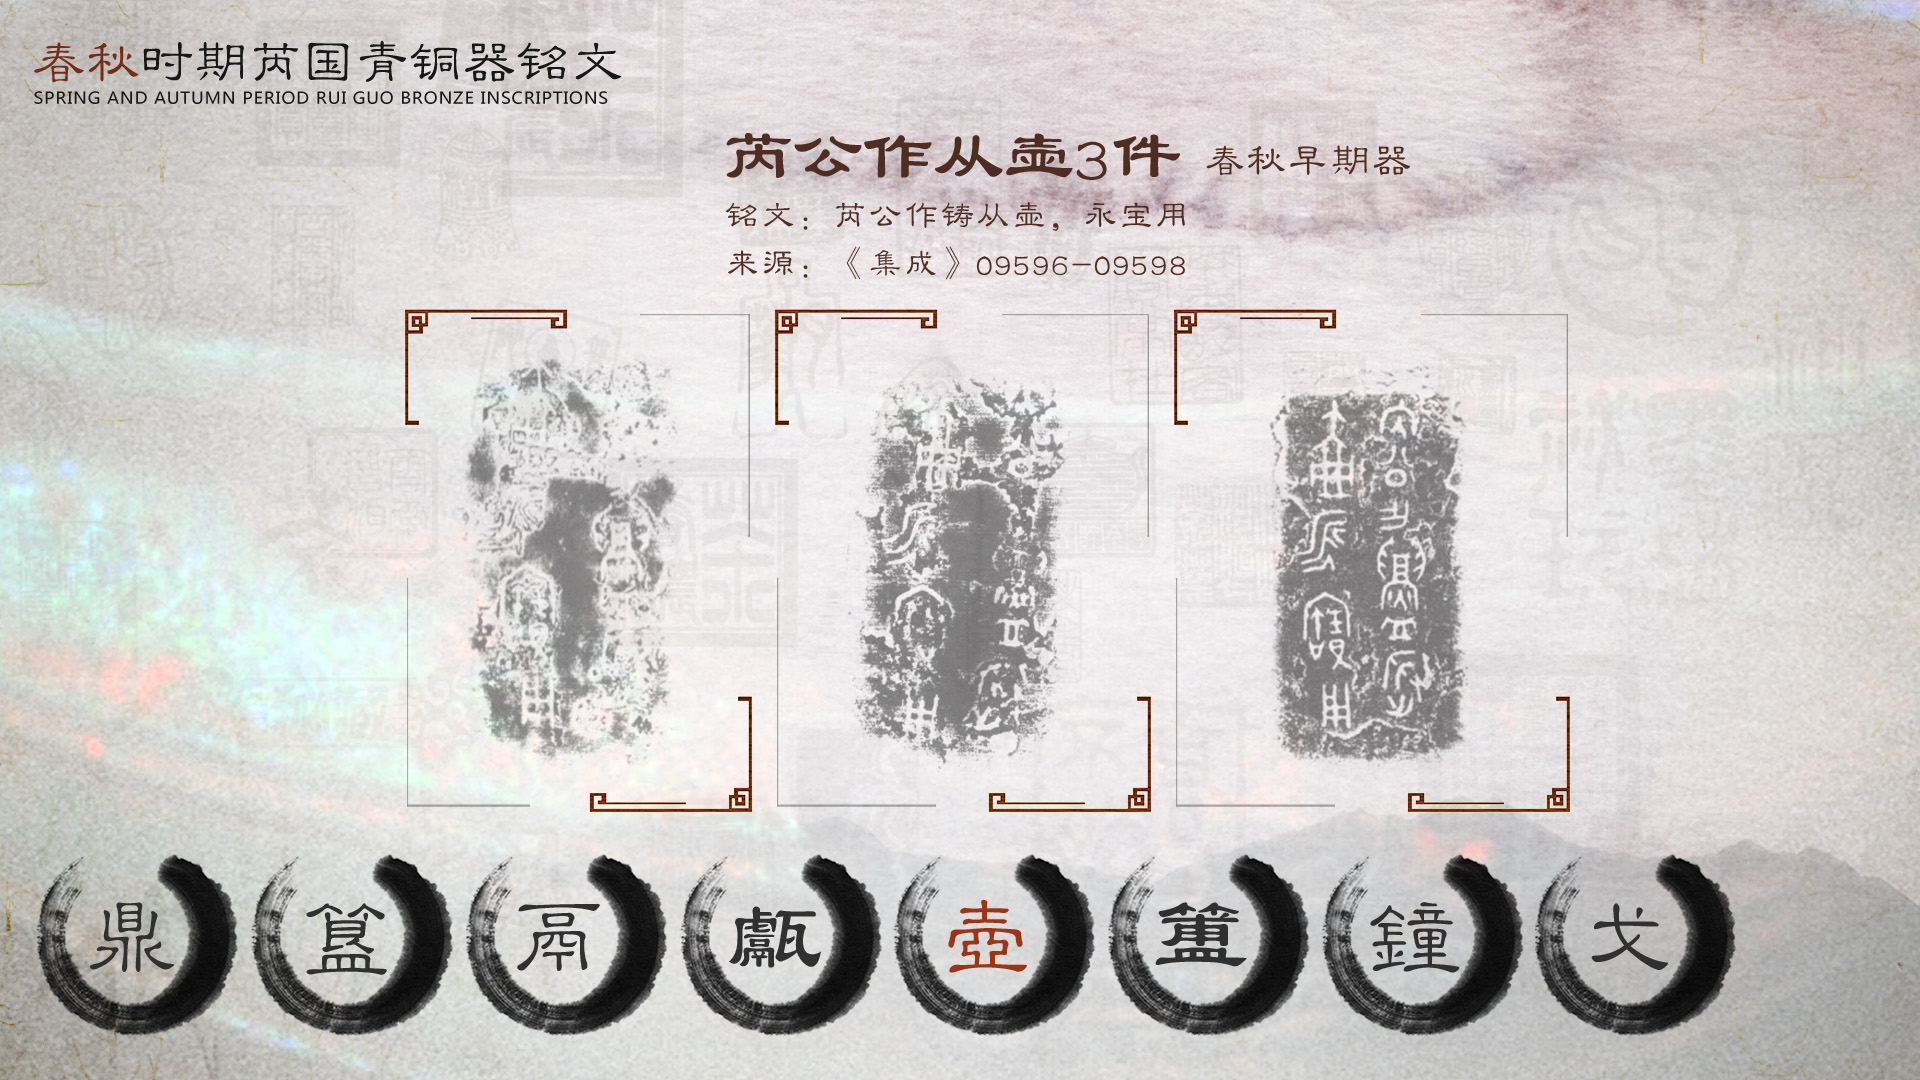 春秋时期芮国青铜器铭文
SPRING AND AUTUMN PERIOD RUI GUO BRONZE INSCRIPTIONS
芮公作从壶3件 春秋早期器
铭文：芮公作铸从壶，永宝用
来源：《集成》09596-09598
鼎 簋 鬲 甗 壺 簠 鐘 戈